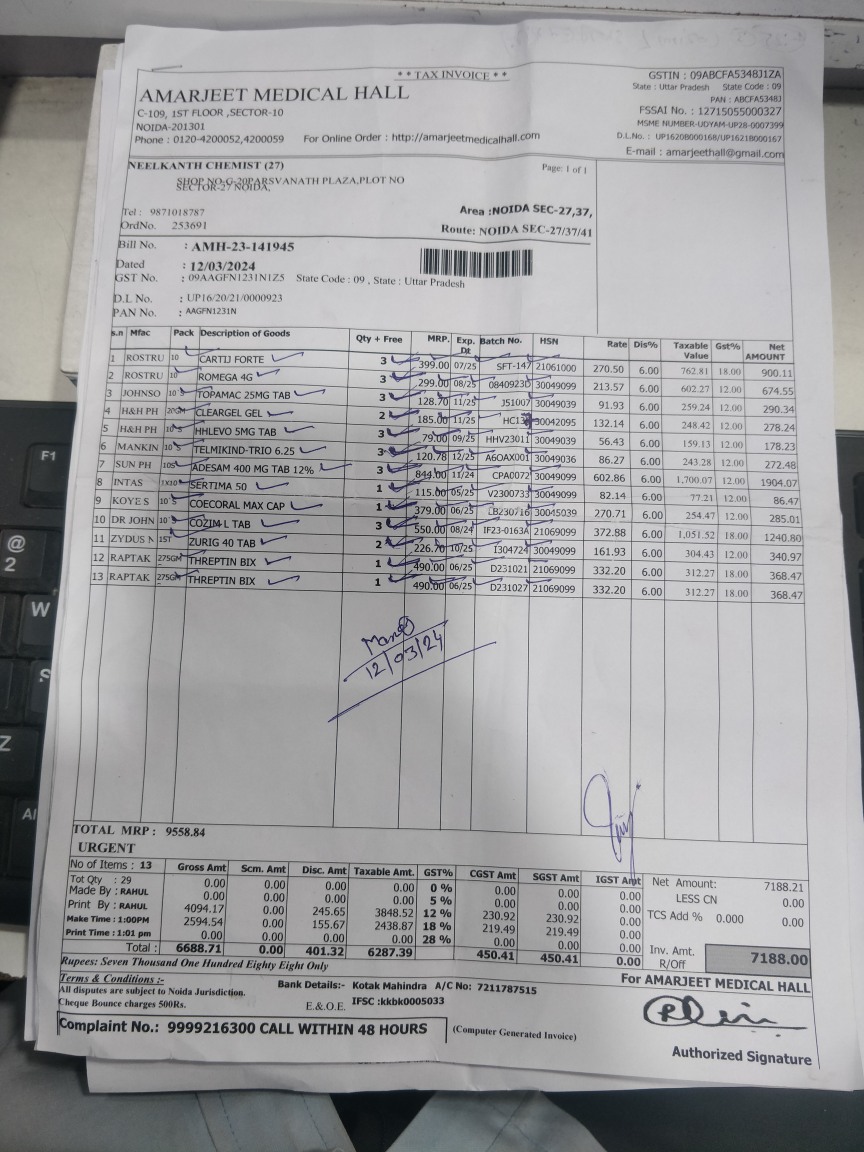 * * TAX INVOICE * *
AMARJEET MEDICAL HALL
C-109, 1ST FLOOR ,SECTOR-10
NOIDA-201301
Phone : 0120-4200052,4200059 For Online Order : http://amarjeetmedicalhall.com
GSTIN : 09ABCFA5348J1ZA
State : Uttar Pradesh State Code : 09
PAN : ABCFA5348J
FSSAI No. : 12715055000327
MSME NUMBER-UDYAM-UP28-0007399
D.L.No. : UP1620B000168/UP1621B000167
E-mail : amarjeethall@gmail.com
NEELKANTH CHEMIST (27) Page: 1 of 1
SHOP NO-G-20PARSVANATH PLAZA,PLOT NO
SECTOR-27 NOIDA,
Tel : 9871018787 Area :NOIDA SEC-27,37,
OrdNo. 253691 Route: NOIDA SEC-27/37/41
Bill No. : AMH-23-141945
Dated : 12/03/2024
GST No. : 09AAGFN1231N1Z5 State Code : 09 , State : Uttar Pradesh
D.L No. : UP16/20/21/0000923
PAN No. : AAGFN1231N
s.n Mfac Pack Description of Goods Qty + Free MRP. Exp. Dt Batch No. HSN Rate Dis% Taxable Value Gst% Net AMOUNT
1 ROSTRU 10 CARTIJ FORTE 3 399.00 07/25 SFT-147 21061000 270.50 6.00 762.81 18.00 900.11
2 ROSTRU 10 ROMEGA 4G 3 299.00 08/25 0840923D 30049099 213.57 6.00 602.27 12.00 674.55
3 JOHNSO 10'S TOPAMAC 25MG TAB 3 128.70 11/25 J51007 30049099 91.93 6.00 259.24 12.00 290.34
4 H&H PH 20GM CLEARGEL GEL 2 185.00 11/25 30042095 132.14 6.00 248.42 12.00 278.24
5 H&H PH 10'S HHLEVO 5MG TAB 3 79.00 09/25 HHV23011 30049039 56.43 6.00 159.13 12.00 178.23
6 MANKIN 10'S TELMIKIND-TRIO 6.25 3 120.78 12/25 A6OAX001 30049036 86.27 6.00 243.28 12.00 272.48
7 SUN PH 10S ADESAM 400 MG TAB 12% 3 844.00 11/24 CPA0072 30049099 602.86 6.00 1,700.07 12.00 1904.07
8 INTAS 1X10 SERTIMA 50 1 115.00 05/25 V2300733 30049099 82.14 6.00 77.21 12.00 86.47
9 KOYE S 10'S COECORAL MAX CAP 1 379.00 06/25 CB230716 30045039 270.71 6.00 254.47 12.00 285.01
10 DR JOHN 10'S COZIM-L TAB 3 550.00 08/24 IF23-0163A 21069099 372.88 6.00 1,051.52 18.00 1240.80
11 ZYDUS N 15T ZURIG 40 TAB 2 226.70 10/25 I304724 30049099 161.93 6.00 304.43 12.00 340.97
12 RAPTAK 275GM THREPTIN BIX 1 490.00 06/25 D231021 21069099 332.20 6.00 312.27 18.00 368.47
13 RAPTAK 275GM THREPTIN BIX 1 490.00 06/25 D231027 21069099 332.20 6.00 312.27 18.00 368.47
12/03/24
TOTAL MRP : 9558.84
URGENT
No of Items : 13 Gross Amt Scm. Amt Disc. Amt Taxable Amt. GST% CGST Amt SGST Amt IGST Amt
Tot Qty : 29 0.00 0.00 0.00 0.00 0 % 0.00 0.00 0.00
Made By : RAHUL 0.00 0.00 0.00 0.00 5 % 0.00 0.00 0.00
Print By : RAHUL 4094.17 0.00 245.65 3848.52 12 % 230.92 230.92 0.00
Make Time : 1:00PM 2594.54 0.00 155.67 2438.87 18 % 219.49 219.49 0.00
Print Time : 1:01 pm 0.00 0.00 0.00 0.00 28 % 0.00 0.00 0.00
Total : 6688.71 0.00 401.32 6287.39 450.41 450.41 0.00
Net Amount: 7188.21
LESS CN 0.00
TCS Add % 0.000 0.00
Inv. Amt. 7188.00
R/Off
Rupees: Seven Thousand One Hundred Eighty Eight Only
Terms & Conditions :- Bank Details:- Kotak Mahindra A/C No: 7211787515
All disputes are subject to Noida Jurisdiction.
Cheque Bounce charges 500Rs. E.&O.E. IFSC :kkbk0005033
For AMARJEET MEDICAL HALL
Complaint No.: 9999216300 CALL WITHIN 48 HOURS (Computer Generated Invoice)
Authorized Signature